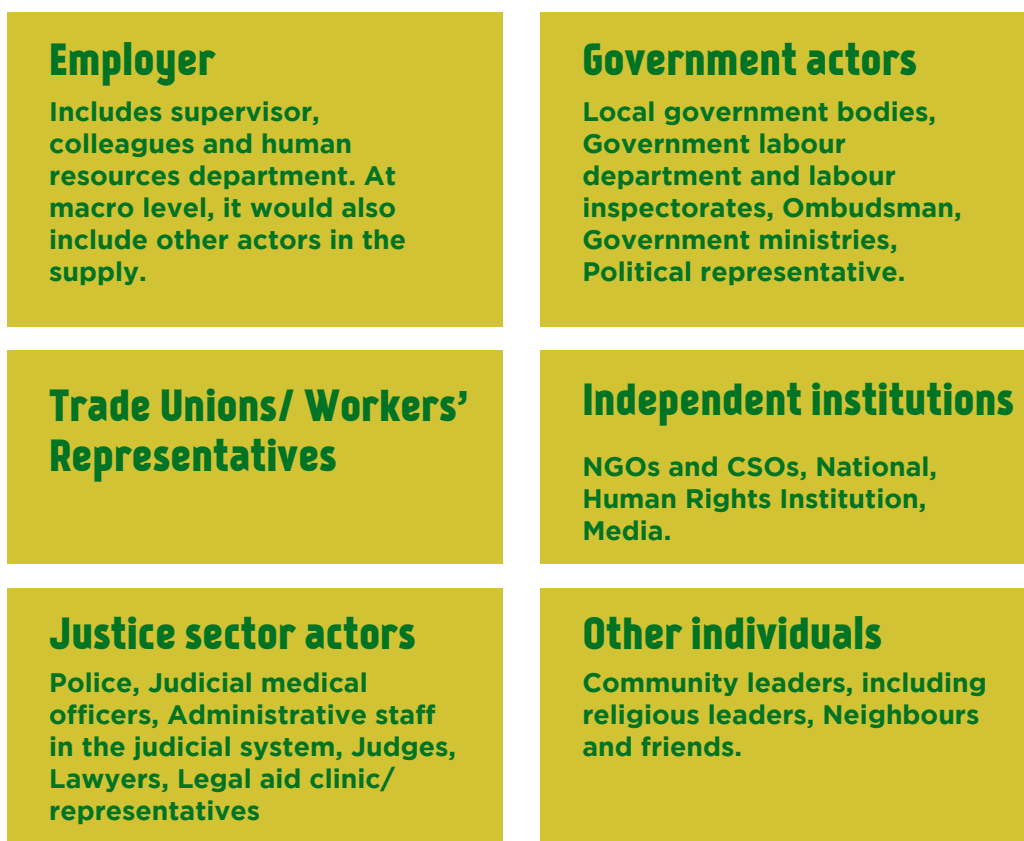 Employer
Includes supervisor,
colleagues and human
resources department. At
macro level, it would also
include other actors in the
supply.
Government actors
Local government bodies,
Government labour
department and labour
inspectorates, Ombudsman,
Government ministries,
Political representative.
Trade Unions/ Workers’
Representatives
Independent institutions
NGOs and CSOs, National,
Human Rights Institution,
Media.
Justice sector actors
Police, Judicial medical
officers, Administrative staff
in the judicial system, Judges,
Lawyers, Legal aid clinic/
representatives
Other individuals
Community leaders, including
religious leaders, Neighbours
and friends.